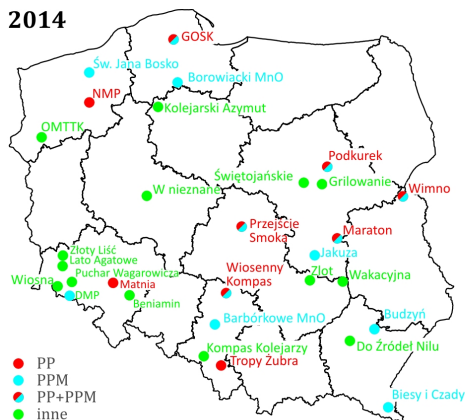 2014
GOSK
Św. Jana Bosko
Borowiacki MnO
NMP
Kolejarski Azymut
OMTTK
Podkurek
Świętojańskie
Grilowanie
Wimno
W nieznane
Przejście
Smoka
Maraton
Jakuza
Złoty Liść
Lato Agatowe
Puchar Wagarowicza
Wiosna
DMP
Matnia
Beniamin
Wiosenny
Kompas
Zlot
Wakacyjna
Barbórkowe MnO
Budzyń
Do Źródeł Nilu
Kompas Kolejarzy
Tropy Żubra
Biesy i Czady
PP
PPM
PP+PPM
inne